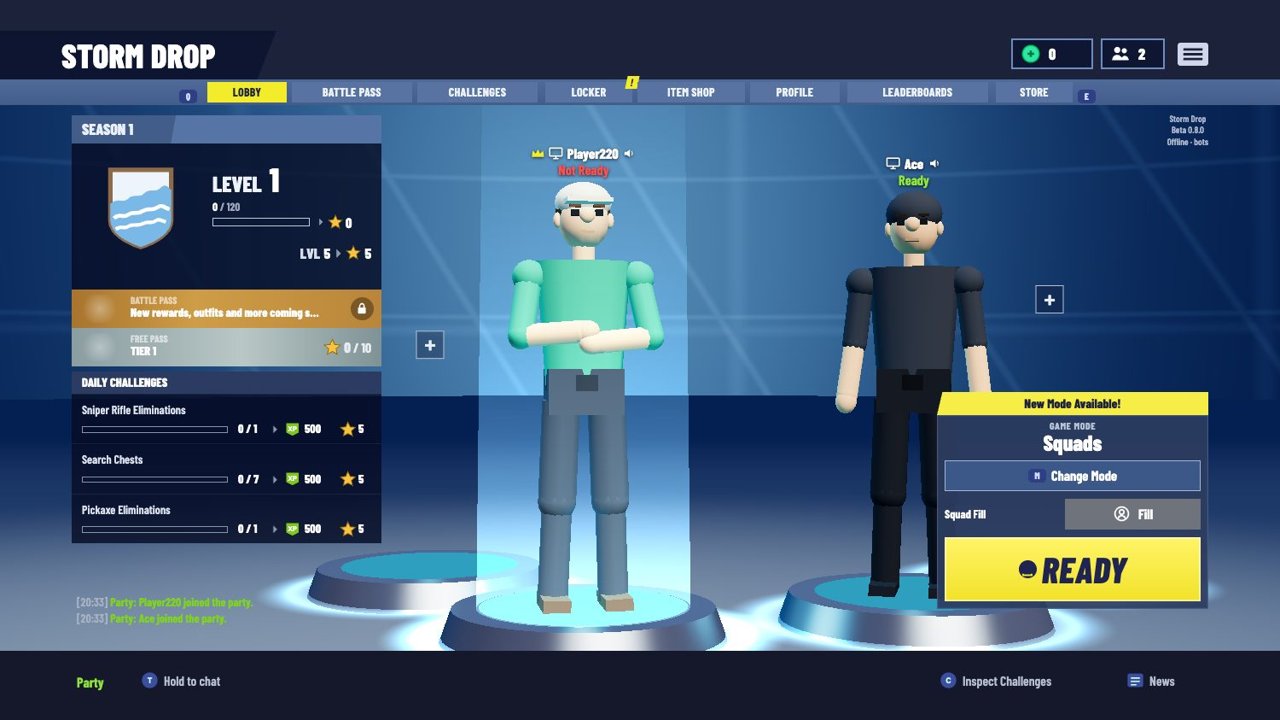 STORM DROP
0
2
Q
LOBBY
BATTLE PASS
CHALLENGES
LOCKER
!
ITEM SHOP
PROFILE
LEADERBOARDS
STORE
E
Storm Drop
Beta 0.8.0
Offline · bots
SEASON 1
LEVEL 1
0 / 120
0
LVL 5 5
BATTLE PASS
New rewards, outfits and more coming s...
FREE PASS
TIER 1
0 / 10
DAILY CHALLENGES
Sniper Rifle Eliminations
0 / 1 XP 500 5
Search Chests
0 / 7 XP 500 5
Pickaxe Eliminations
0 / 1 XP 500 5
Player220
Not Ready
Ace
Ready
New Mode Available!
GAME MODE
Squads
M Change Mode
Squad Fill
Fill
READY
[20:33] Party: Player220 joined the party.
[20:33] Party: Ace joined the party.
Party
T Hold to chat
C Inspect Challenges
News